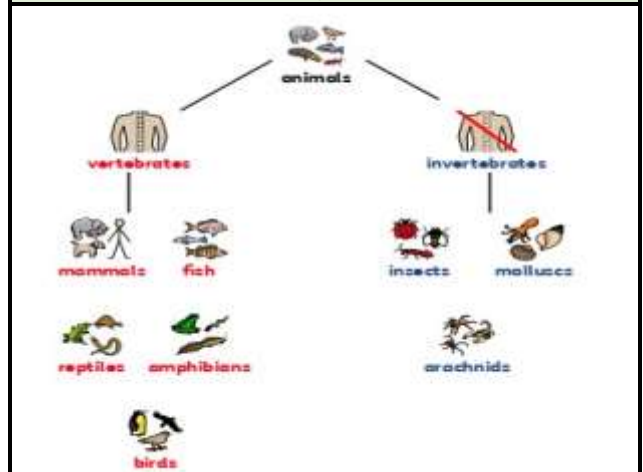 animals
vertebrates invertebrates
mammals fish insects molluscs
reptiles amphibians arachnids
birds